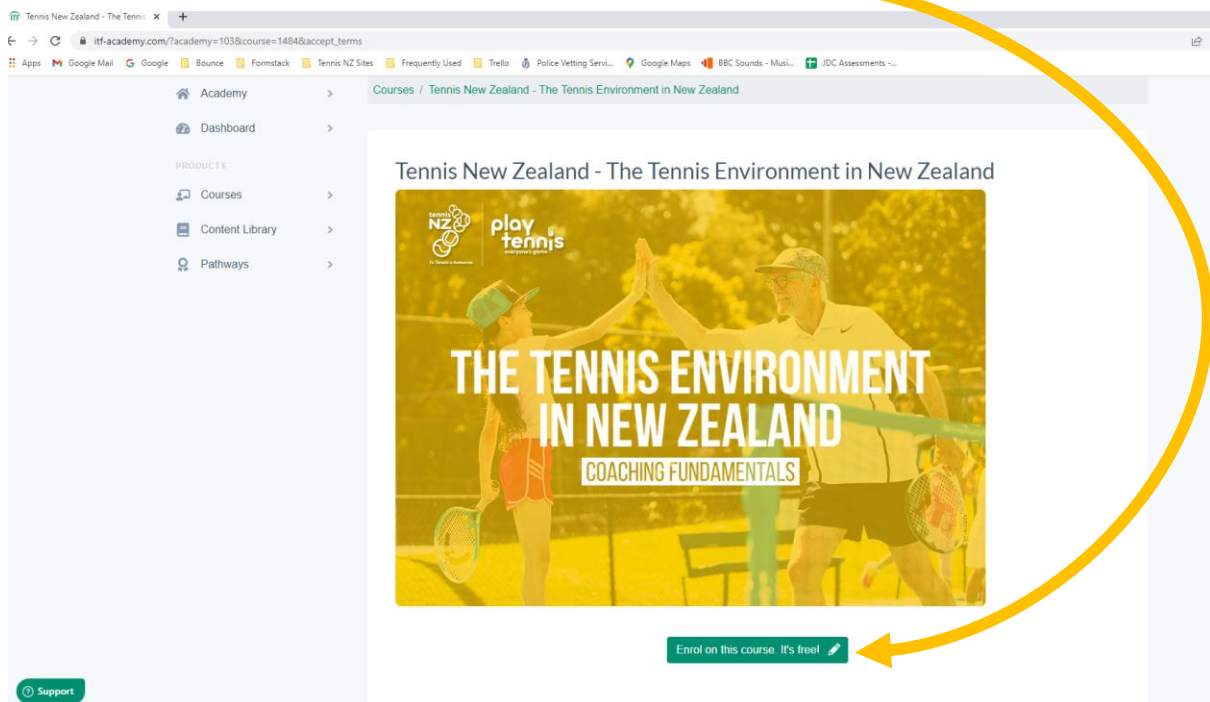 Tennis New Zealand - The Tennis
itf-academy.com/?academy=103&course=1484&accept_terms
Apps Google Mail Google Bounce Formstack Tennis NZ Sites Frequently Used Trello Police Vetting Servi... Google Maps BBC Sounds - Musi... JDC Assessments -...
Academy
Courses / Tennis New Zealand - The Tennis Environment in New Zealand
Dashboard
PRODUCTS
Courses
Content Library
Pathways
Tennis New Zealand - The Tennis Environment in New Zealand
tennis
NZ
play
tennis
everyone's game
THE TENNIS ENVIRONMENT
IN NEW ZEALAND
COACHING FUNDAMENTALS
Enrol on this course. It's free!
Support